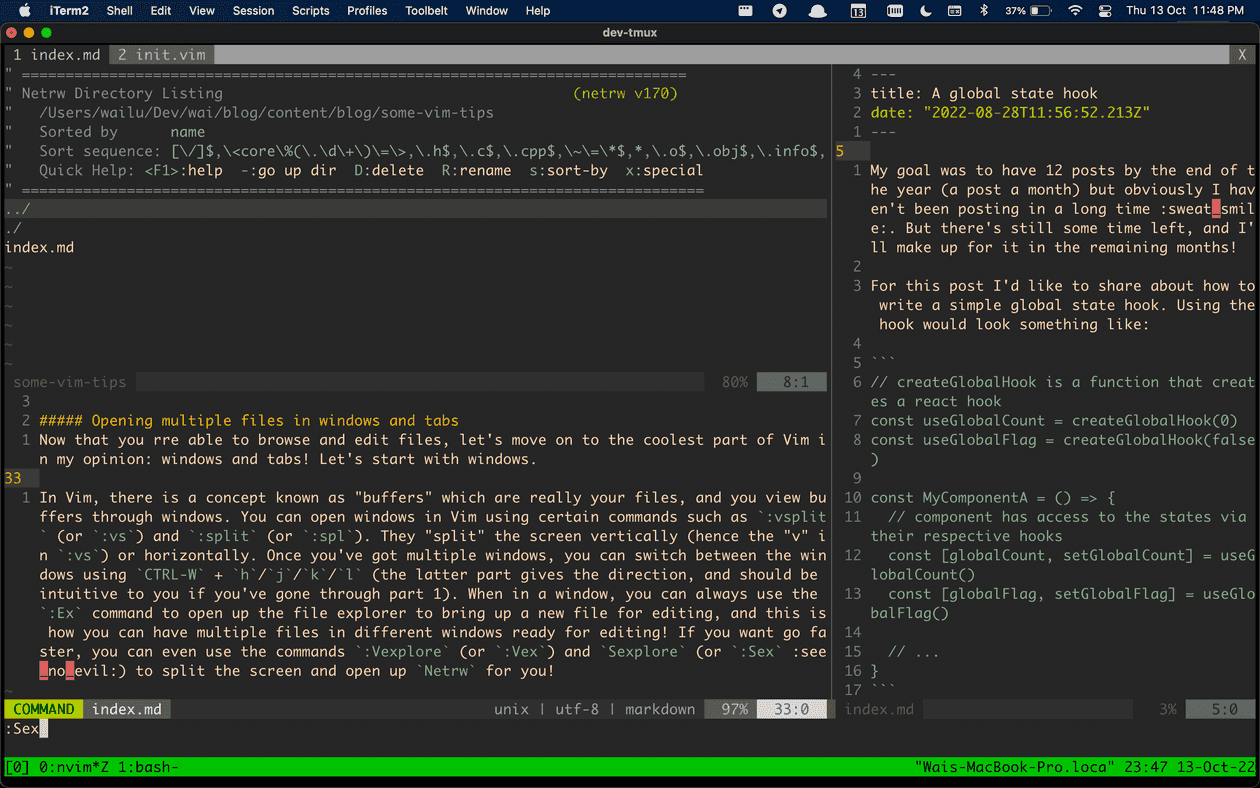 iTerm2 Shell Edit View Session Scripts Profiles Toolbelt Window Help 13 37% Thu 13 Oct 11:48 PM
dev-tmux
1 index.md 2 init.vim X
" ============================================================================
" Netrw Directory Listing (netrw v170)
" /Users/wailu/Dev/wai/blog/content/blog/some-vim-tips
" Sorted by name
" Sort sequence: [\/]$,\<core\%(\.\d\+\)\=\>,\.h$,\.c$,\.cpp$,\~\=\*$,*,\.o$,\.obj$,\.info$,
" Quick Help: <F1>:help -:go up dir D:delete R:rename s:sort-by x:special
" ==============================================================================
../
./
index.md
~
~
~
~
~
~
some-vim-tips 80% 8:1
3
2 ##### Opening multiple files in windows and tabs
1 Now that you rre able to browse and edit files, let's move on to the coolest part of Vim i
n my opinion: windows and tabs! Let's start with windows.
33
1 In Vim, there is a concept known as "buffers" which are really your files, and you view bu
ffers through windows. You can open windows in Vim using certain commands such as `:vsplit
` (or `:vs`) and `:split` (or `:spl`). They "split" the screen vertically (hence the "v" i
n `:vs`) or horizontally. Once you've got multiple windows, you can switch between the win
dows using `CTRL-W` + `h`/`j`/`k`/`l` (the latter part gives the direction, and should be
intuitive to you if you've gone through part 1). When in a window, you can always use the
`:Ex` command to open up the file explorer to bring up a new file for editing, and this is
how you can have multiple files in different windows ready for editing! If you want go fa
ster, you can even use the commands `:Vexplore` (or `:Vex`) and `Sexplore` (or `:Sex` :see
_no_evil:) to split the screen and open up `Netrw` for you!
~
COMMAND index.md unix | utf-8 | markdown 97% 33:0
:Sex
4 ---
3 title: A global state hook
2 date: "2022-08-28T11:56:52.213Z"
1 ---
5
1 My goal was to have 12 posts by the end of t
he year (a post a month) but obviously I hav
en't been posting in a long time :sweat_smil
e:. But there's still some time left, and I'
ll make up for it in the remaining months!
2
3 For this post I'd like to share about how to
write a simple global state hook. Using the
hook would look something like:
4
5 ```
6 // createGlobalHook is a function that creat
es a react hook
7 const useGlobalCount = createGlobalHook(0)
8 const useGlobalFlag = createGlobalHook(false
)
9
10 const MyComponentA = () => {
11 // component has access to the states via
their respective hooks
12 const [globalCount, setGlobalCount] = useG
lobalCount()
13 const [globalFlag, setGlobalFlag] = useGlo
balFlag()
14
15 // ...
16 }
17 ```
index.md 3% 5:0
[0] 0:nvim*Z 1:bash- "Wais-MacBook-Pro.loca" 23:47 13-Oct-22